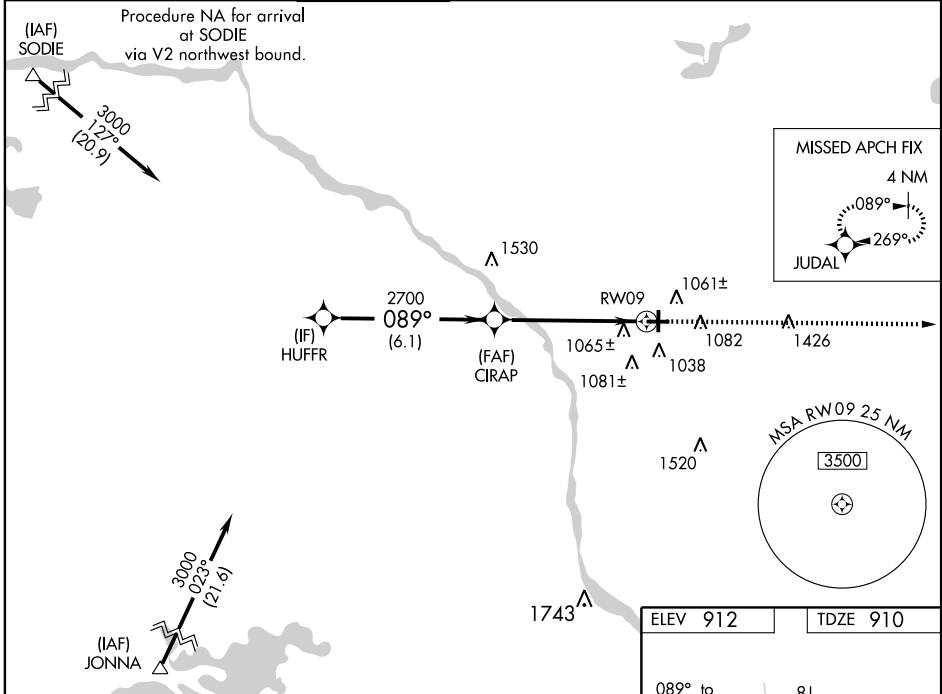 Procedure NA for arrival
at SODIE
via V2 northwest bound.
(IAF)
SODIE
3000
127°
(20.9)
MISSED APCH FIX
4 NM
089°
269°
JUDAL
1530
2700
089°
(6.1)
(IF)
HUFFR
(FAF)
CIRAP
RW09
1061±
1065±
1082
1426
1081±
1038
1520
MSA RW09 25 NM
3500
3000
023°
(21.6)
(IAF)
JONNA
1743
ELEV 912
TDZE 910